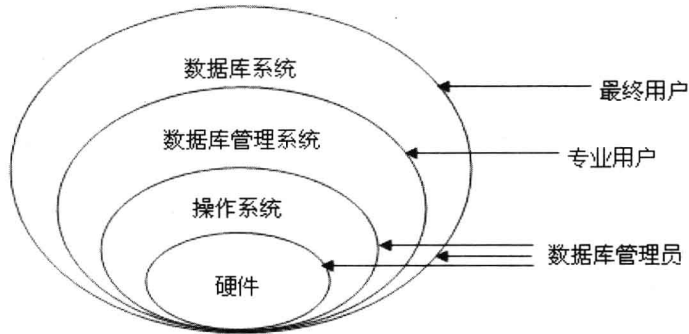 数据库系统
最终用户
数据库管理系统
专业用户
操作系统
数据库管理员
硬件